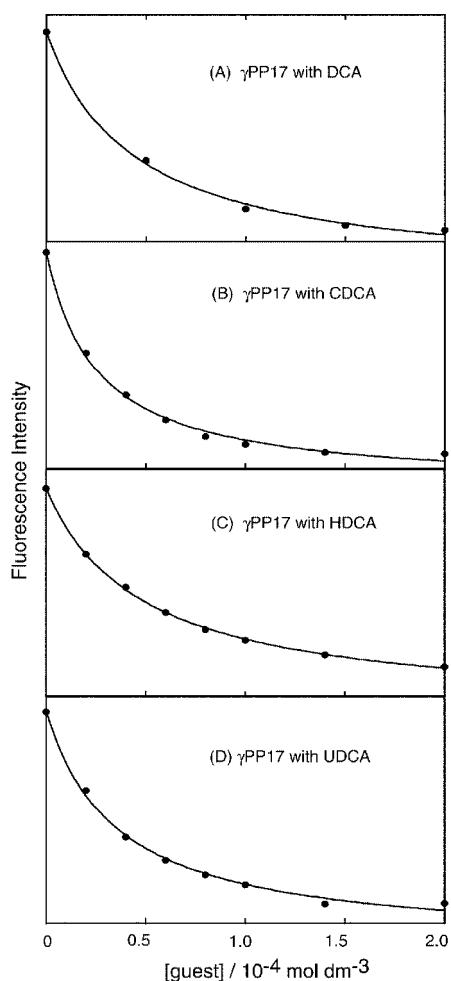 (A) γPP17 with DCA
(B) γPP17 with CDCA
(C) γPP17 with HDCA
(D) γPP17 with UDCA
Fluorescence Intensity
0 0.5 1.0 1.5 2.0
[guest] / 10⁻⁴ mol dm⁻³